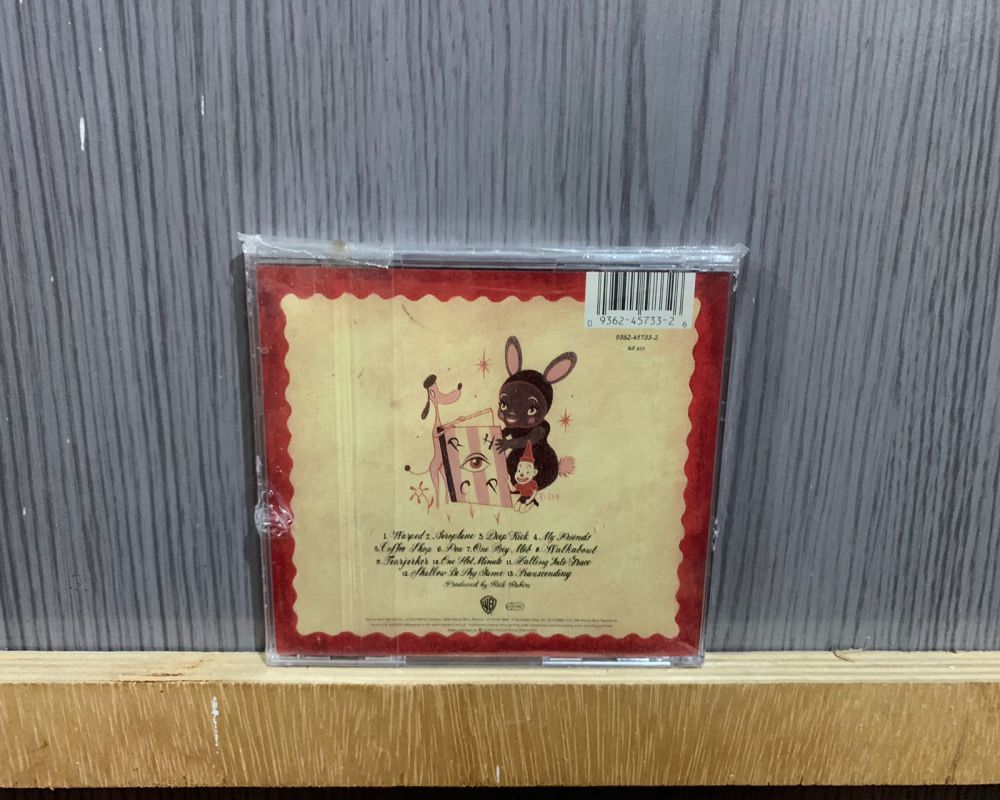 0 9362-45733-2 6
9362-45733-2
R H
C P
1. Warped 2. Aeroplane 3. Deep Kick 4. My Friends
5. Coffee Shop 6. Pea 7. One Big Mob 8. Walkabout
9. Tearjerker 10. One Hot Minute 11. Falling Into Grace
12. Shallow Be Thy Game 13. Transcending
Produced by Rick Rubin
WB